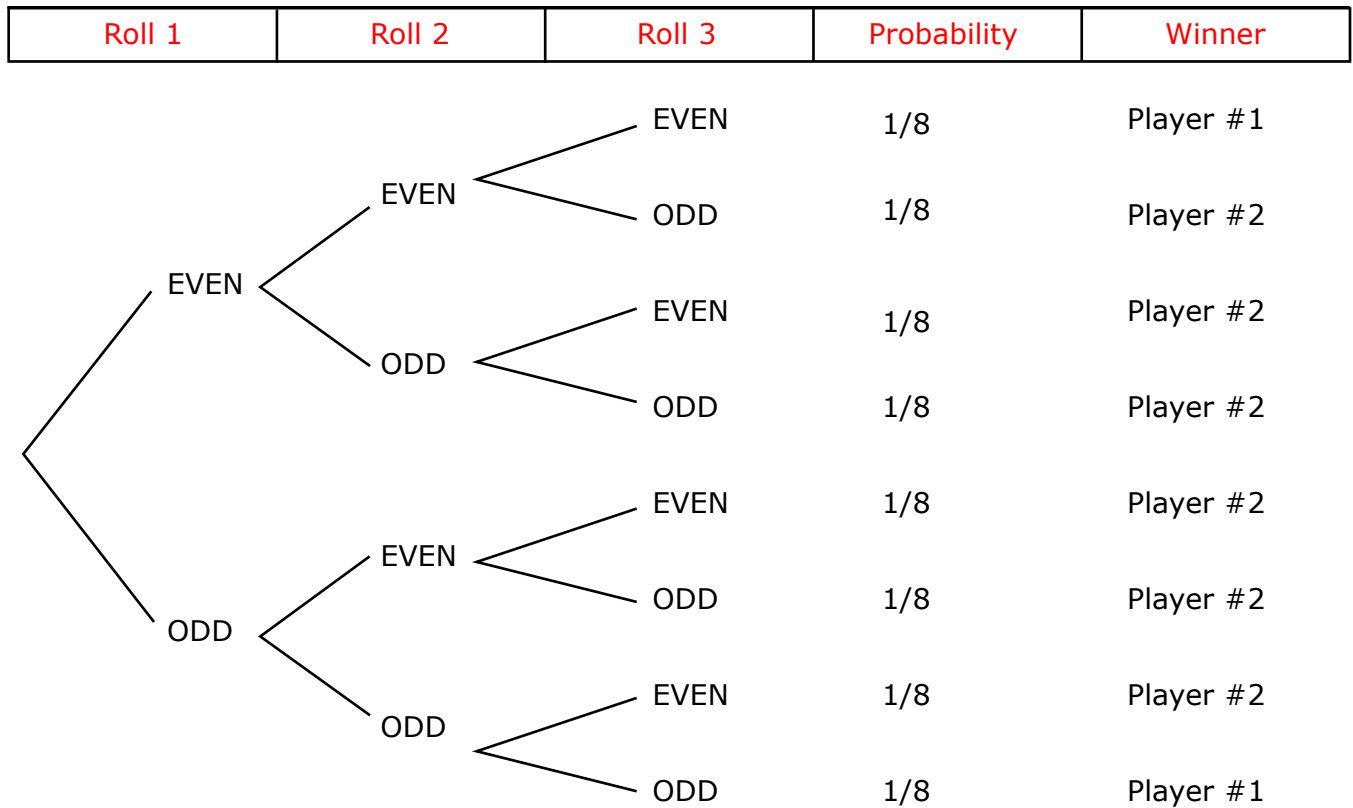 Roll 1 Roll 2 Roll 3 Probability Winner
EVEN 1/8 Player #1
EVEN
ODD 1/8 Player #2
EVEN
EVEN 1/8 Player #2
ODD
ODD 1/8 Player #2
EVEN 1/8 Player #2
EVEN
ODD 1/8 Player #2
ODD
EVEN 1/8 Player #2
ODD
ODD 1/8 Player #1